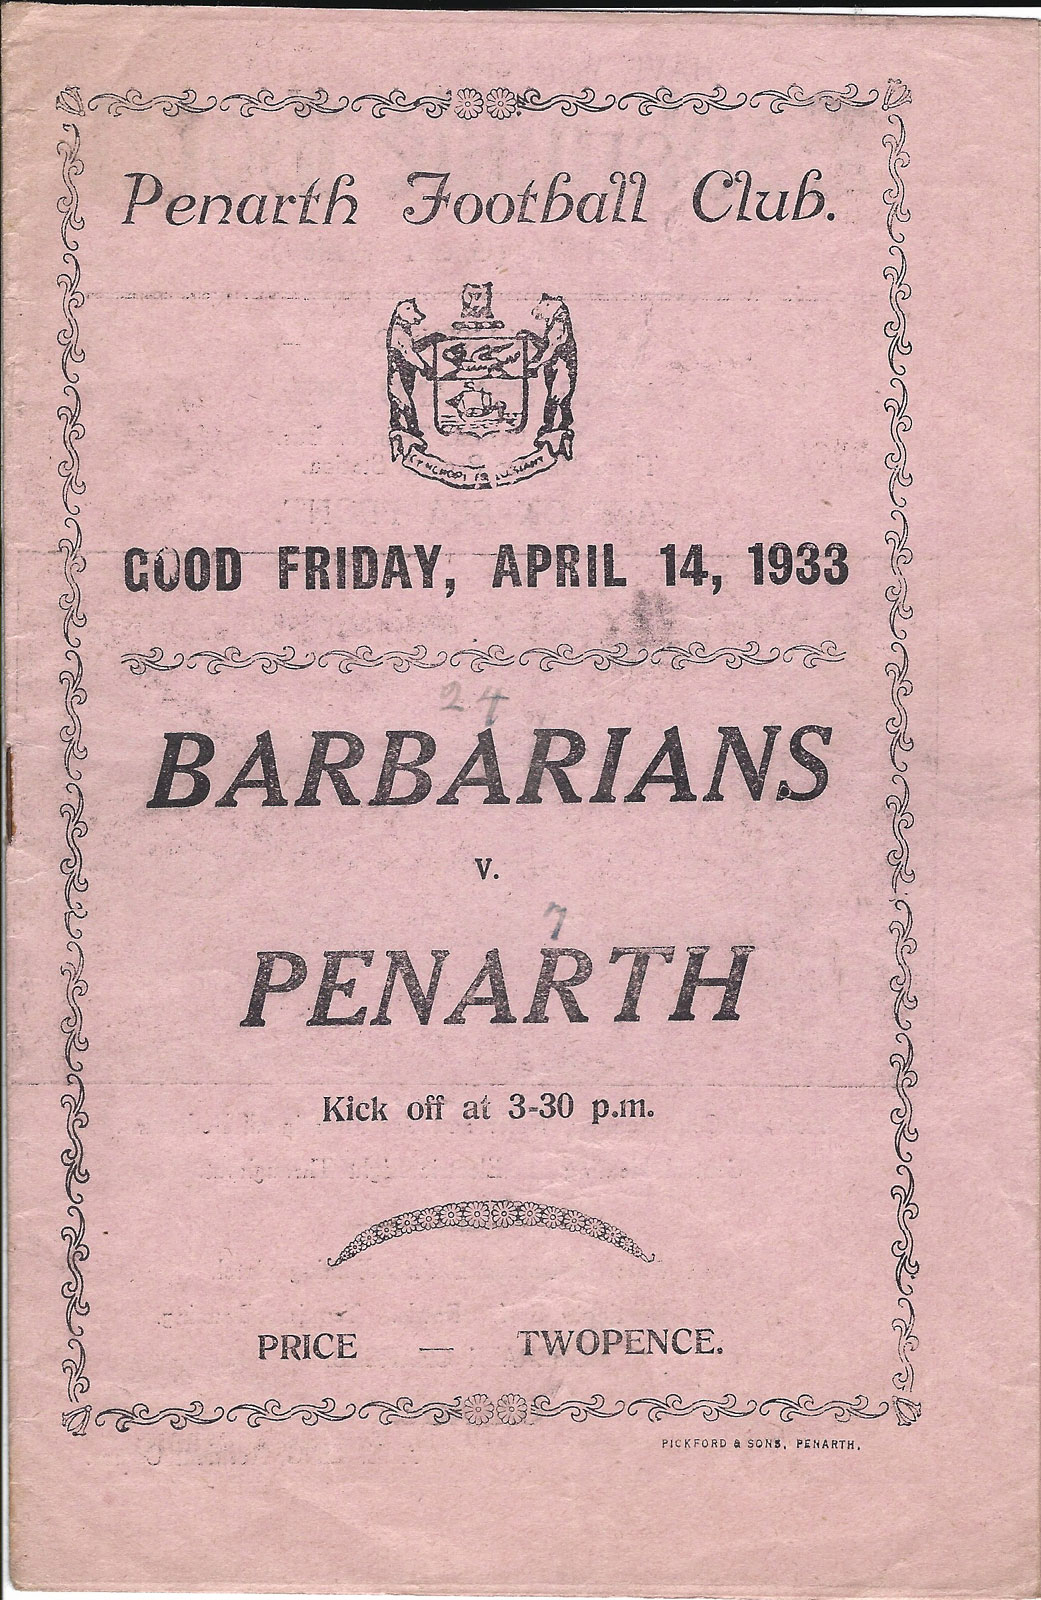 Penarth Football Club.
GOOD FRIDAY, APRIL 14, 1933
24
BARBARIANS
v.
7
PENARTH
Kick off at 3-30 p.m.
PRICE — TWOPENCE.
PICKFORD & SONS, PENARTH.